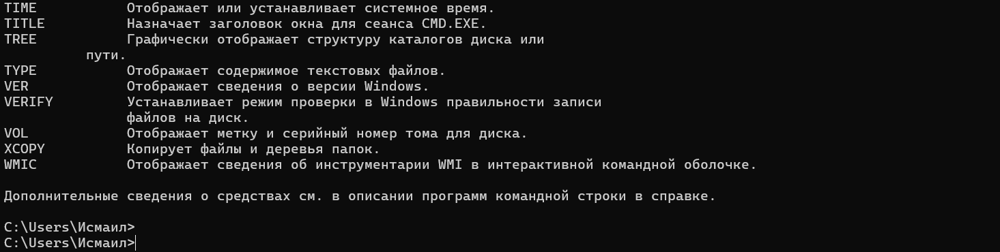 TIME           Отображает или устанавливает системное время.
TITLE          Назначает заголовок окна для сеанса CMD.EXE.
TREE           Графически отображает структуру каталогов диска или
          пути.
TYPE           Отображает содержимое текстовых файлов.
VER            Отображает сведения о версии Windows.
VERIFY         Устанавливает режим проверки в Windows правильности записи
               файлов на диск.
VOL            Отображает метку и серийный номер тома для диска.
XCOPY          Копирует файлы и деревья папок.
WMIC           Отображает сведения об инструментарии WMI в интерактивной командной оболочке.

Дополнительные сведения о средствах см. в описании программ командной строки в справке.

C:\Users\Исмаил>
C:\Users\Исмаил>